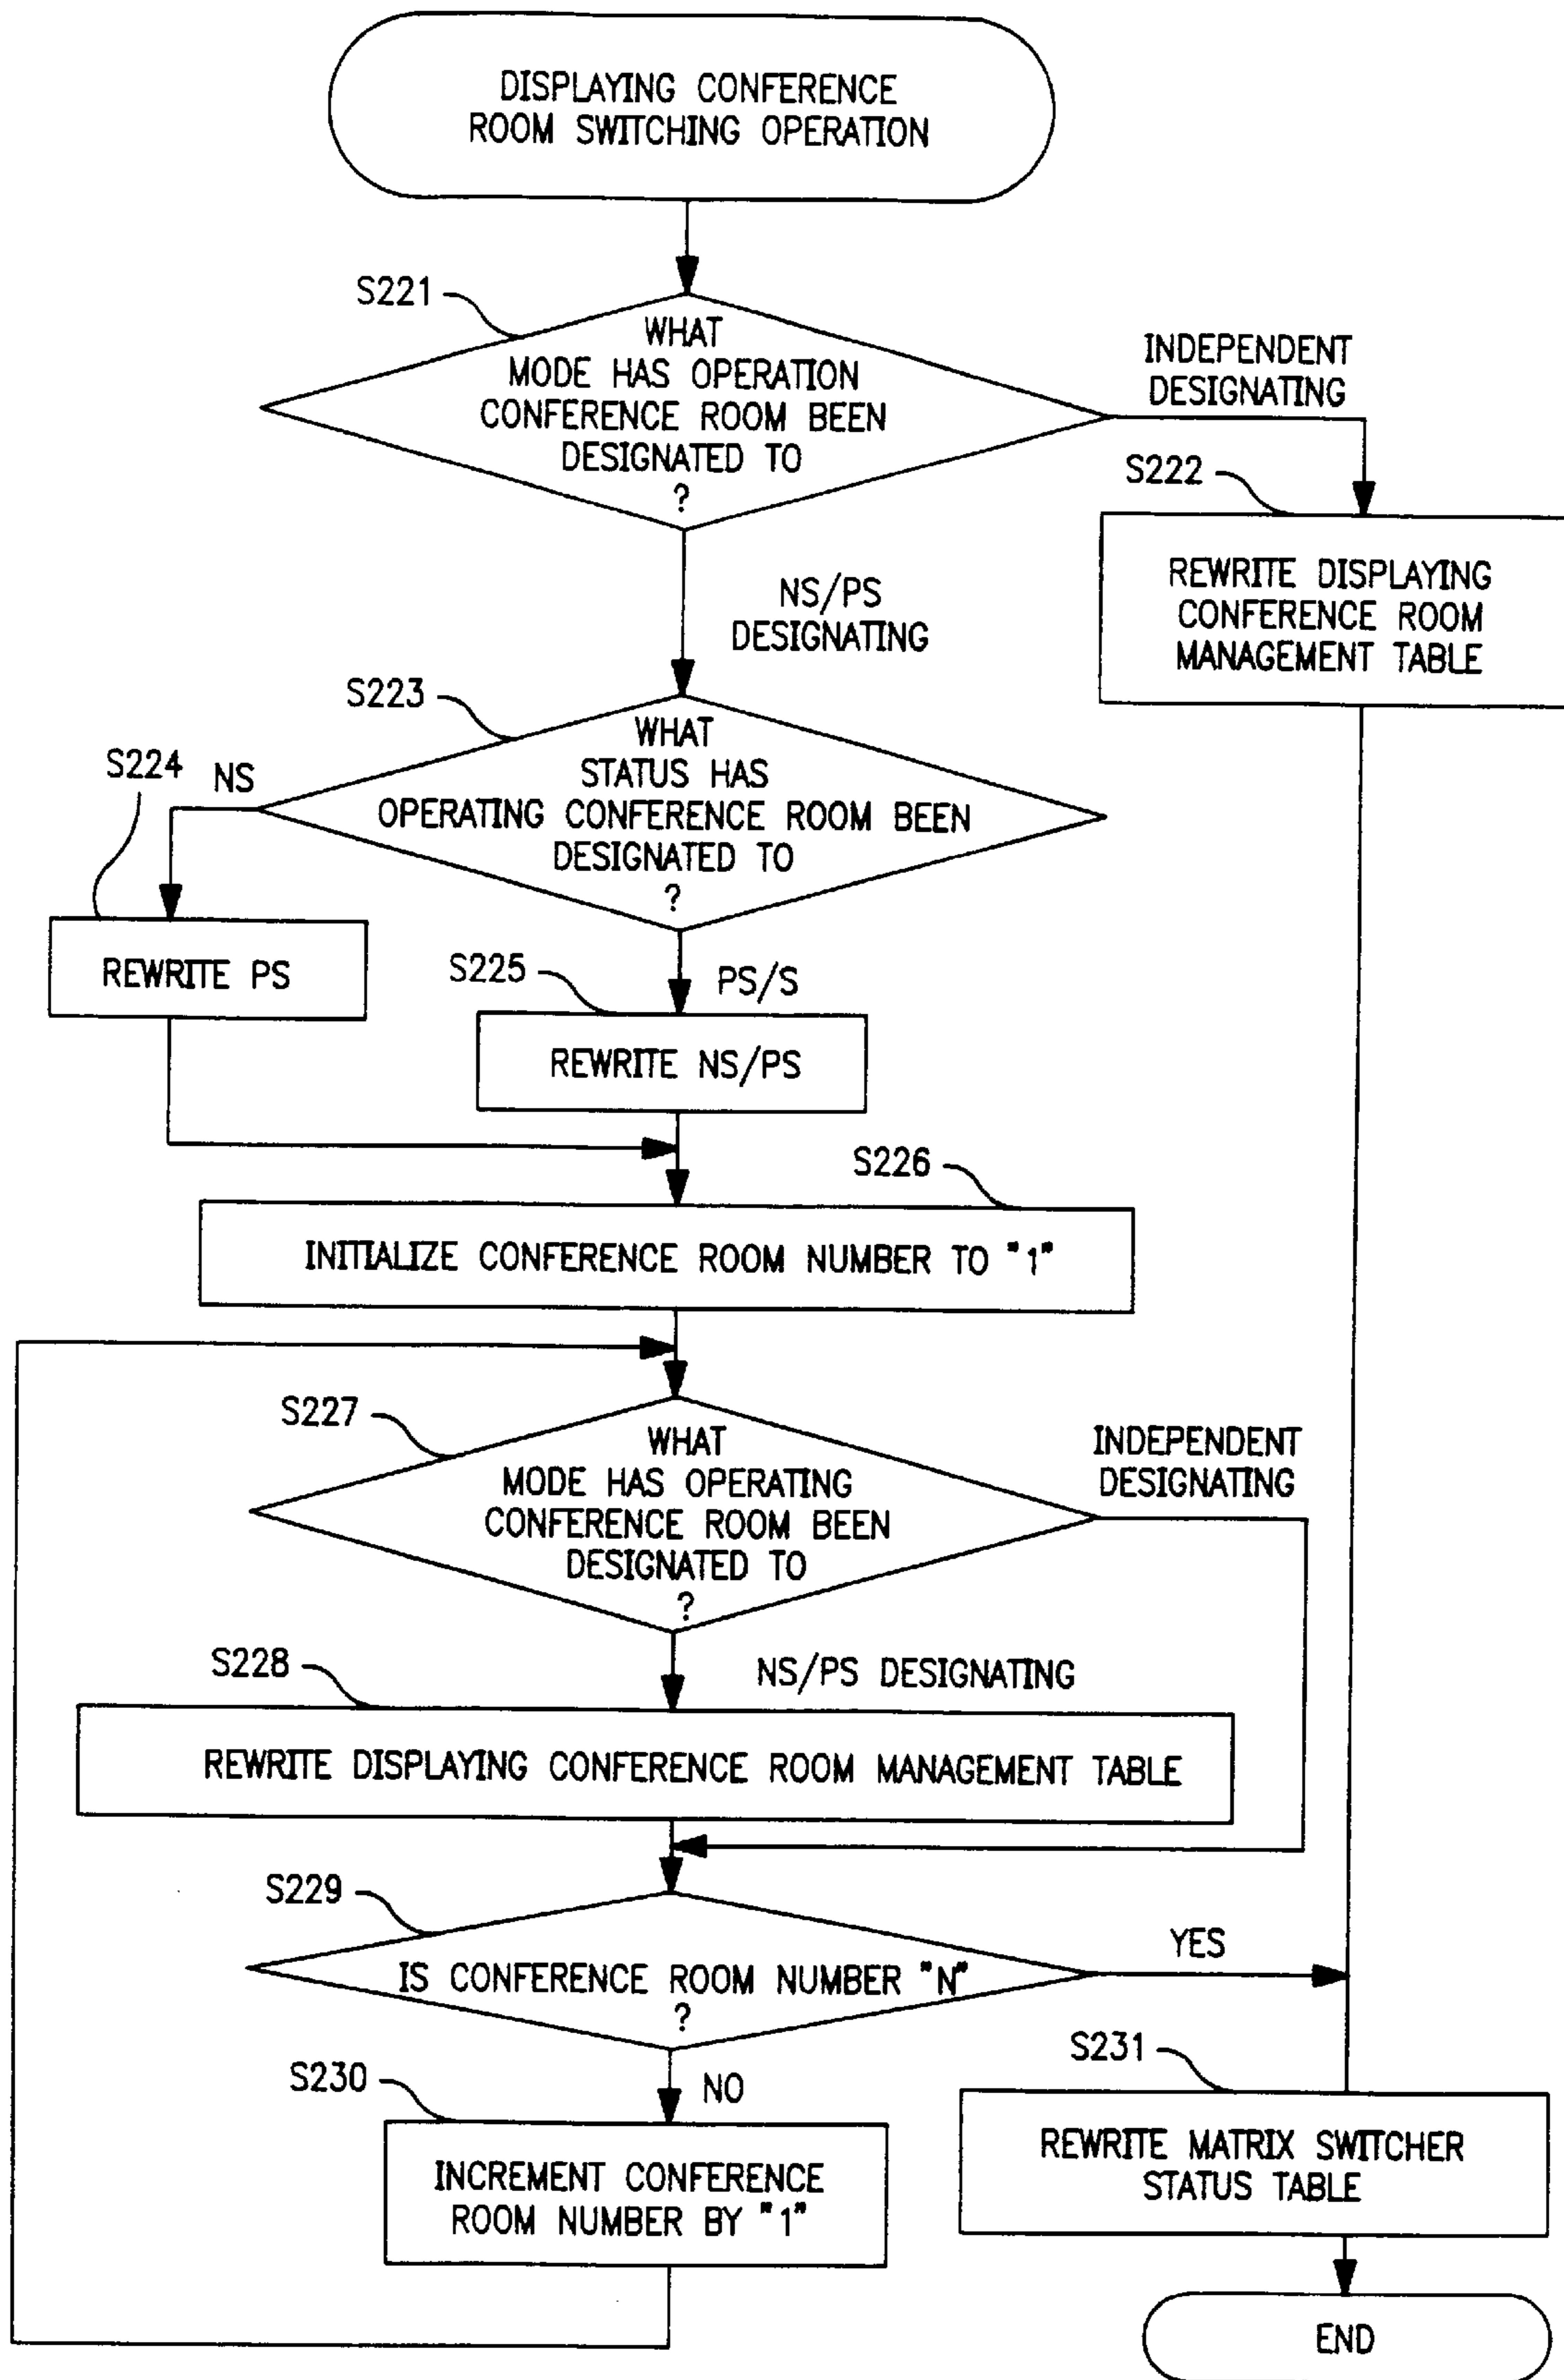 DISPLAYING CONFERENCE
ROOM SWITCHING OPERATION
S221
WHAT
MODE HAS OPERATION
CONFERENCE ROOM BEEN
DESIGNATED TO
?
INDEPENDENT
DESIGNATING
S222
REWRITE DISPLAYING
CONFERENCE ROOM
MANAGEMENT TABLE
NS/PS
DESIGNATING
S223
WHAT
STATUS HAS
OPERATING CONFERENCE ROOM BEEN
DESIGNATED TO
?
S224
NS
REWRITE PS
S225
PS/S
REWRITE NS/PS
S226
INITIALIZE CONFERENCE ROOM NUMBER TO "1"
S227
WHAT
MODE HAS OPERATING
CONFERENCE ROOM BEEN
DESIGNATED TO
?
INDEPENDENT
DESIGNATING
S228
NS/PS DESIGNATING
REWRITE DISPLAYING CONFERENCE ROOM MANAGEMENT TABLE
S229
IS CONFERENCE ROOM NUMBER "N"
?
YES
S230
NO
INCREMENT CONFERENCE
ROOM NUMBER BY "1"
S231
REWRITE MATRIX SWITCHER
STATUS TABLE
END